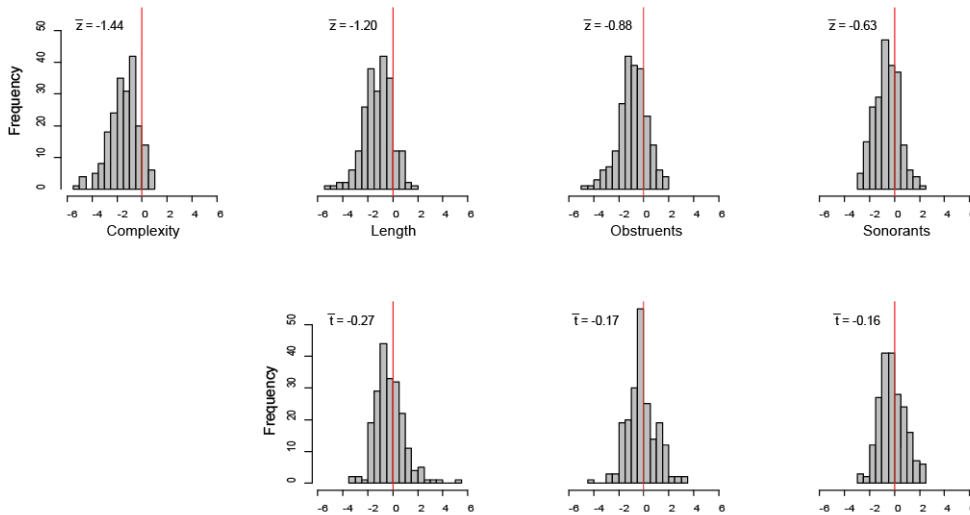 z̄ = -1.44
z̄ = -1.20
z̄ = -0.88
z̄ = -0.63
Frequency
0 10 20 30 40 50
-6 -4 -2 0 2 4 6
-6 -4 -2 0 2 4 6
-6 -4 -2 0 2 4 6
-6 -4 -2 0 2 4 6
Complexity
Length
Obstruents
Sonorants
t̄ = -0.27
t̄ = -0.17
t̄ = -0.16
Frequency
0 10 20 30 40 50
-6 -4 -2 0 2 4 6
-6 -4 -2 0 2 4 6
-6 -4 -2 0 2 4 6